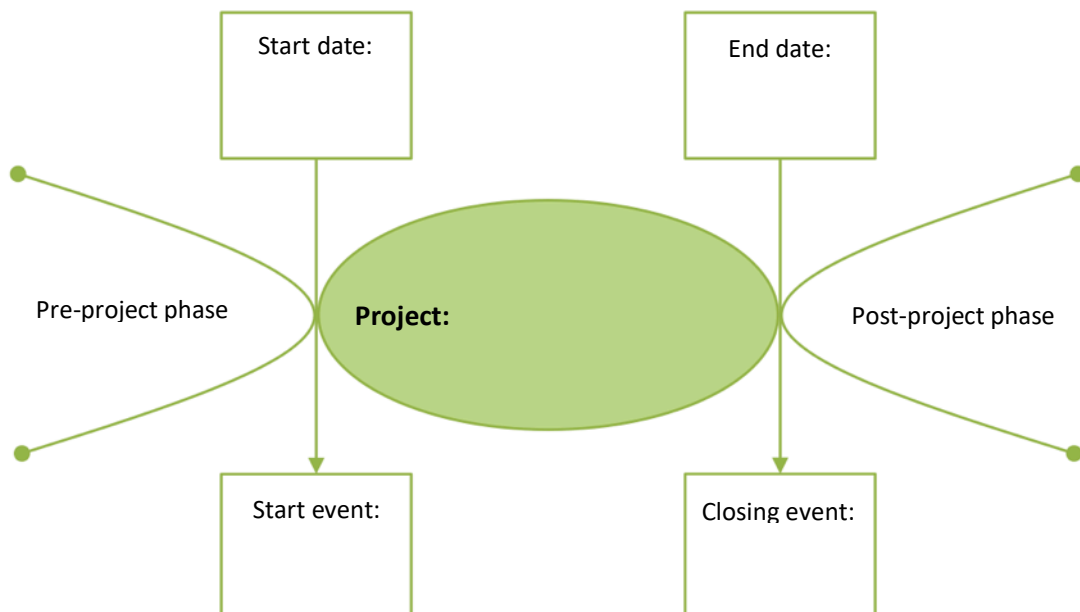 Start date:
End date:
Pre-project phase
Project:
Post-project phase
Start event:
Closing event: